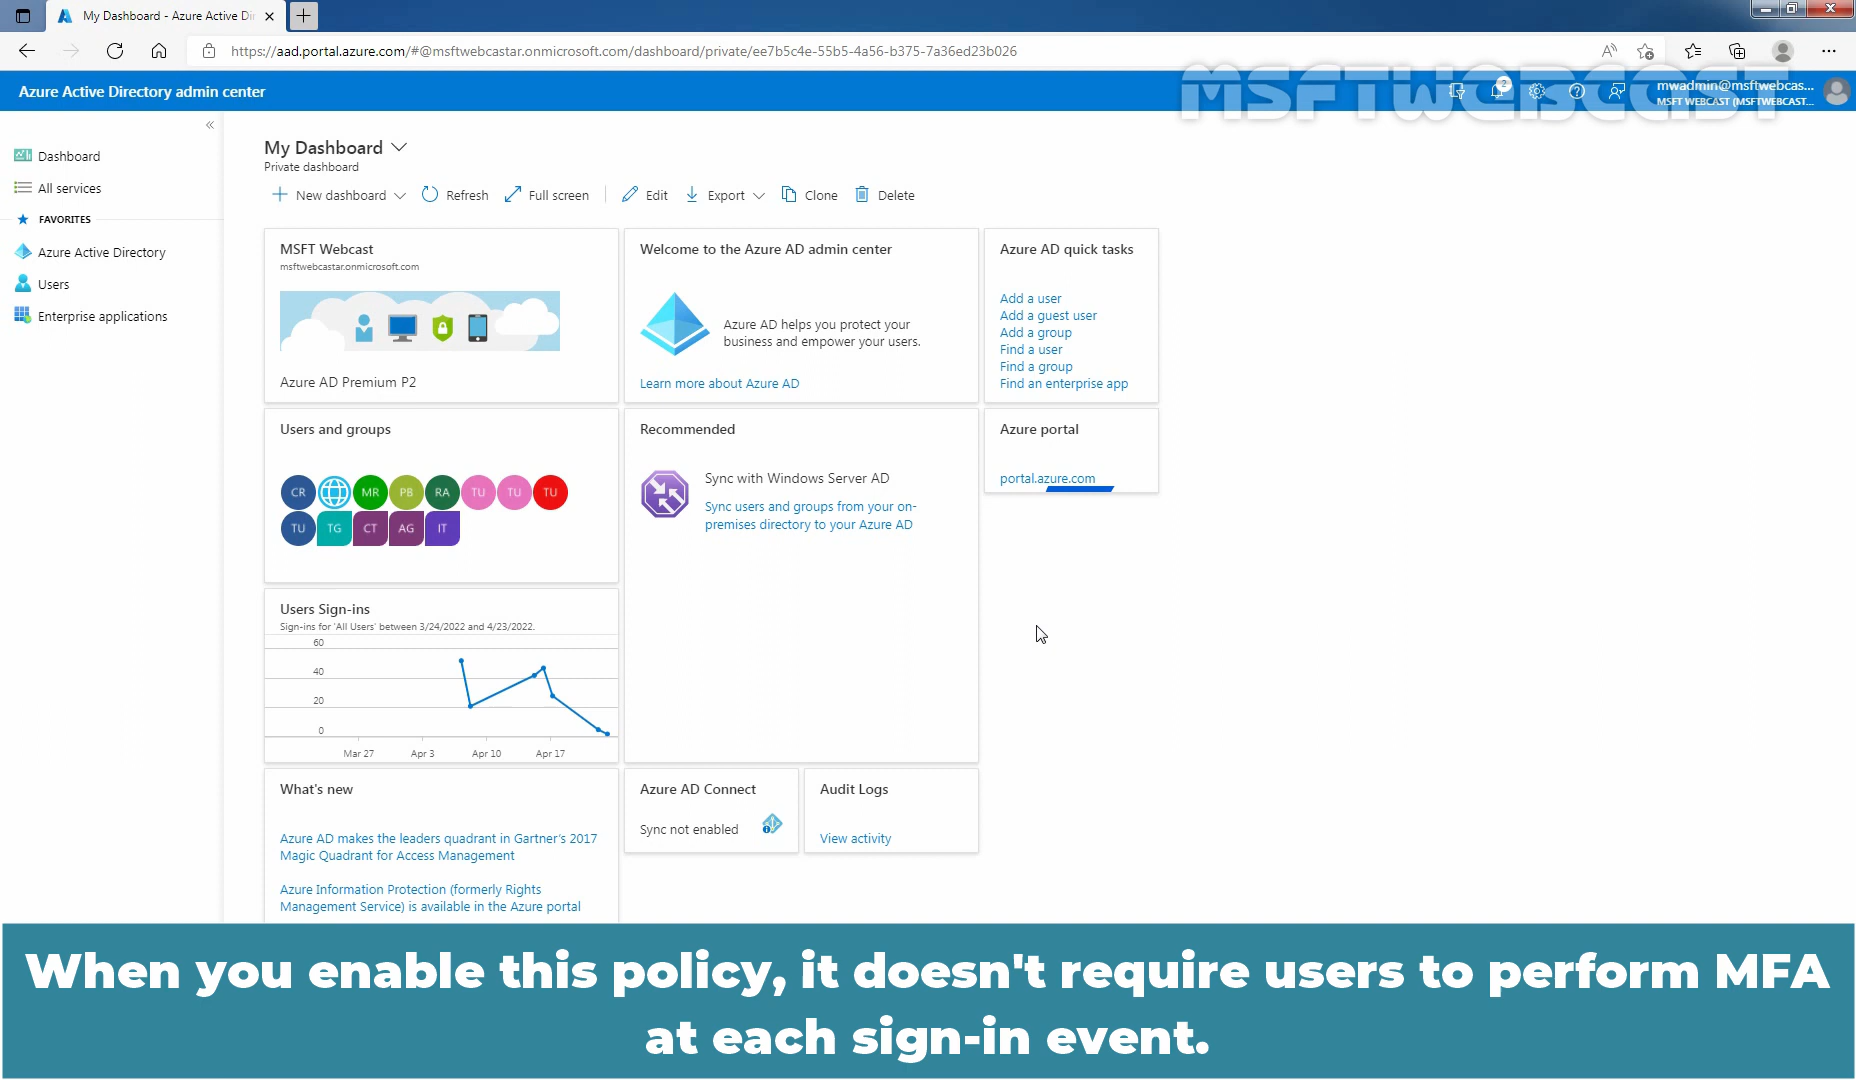 My Dashboard - Azure Active Dir
https://aad.portal.azure.com/#@msftwebcastar.onmicrosoft.com/dashboard/private/ee7b5c4e-55b5-4a56-b375-7a36ed23b026
Azure Active Directory admin center
MSFTWEBCAST
2
mwadmin@msftwebcas...
MSFT WEBCAST (MSFTWEBCAST...
Dashboard
All services
FAVORITES
Azure Active Directory
Users
Enterprise applications
My Dashboard
Private dashboard
New dashboard
Refresh
Full screen
Edit
Export
Clone
Delete
MSFT Webcast
msftwebcastar.onmicrosoft.com
Azure AD Premium P2
Welcome to the Azure AD admin center
Azure AD helps you protect your
business and empower your users.
Learn more about Azure AD
Azure AD quick tasks
Add a user
Add a guest user
Add a group
Find a user
Find a group
Find an enterprise app
Users and groups
CR MR PB RA TU TU TU
TU TG CT AG IT
Recommended
Sync with Windows Server AD
Sync users and groups from your on-
premises directory to your Azure AD
Azure portal
portal.azure.com
Users Sign-ins
Sign-ins for 'All Users' between 3/24/2022 and 4/23/2022.
60
40
20
0
Mar 27 Apr 3 Apr 10 Apr 17
What's new
Azure AD makes the leaders quadrant in Gartner's 2017
Magic Quadrant for Access Management
Azure Information Protection (formerly Rights
Management Service) is available in the Azure portal
Azure AD Connect
Sync not enabled
Audit Logs
View activity
When you enable this policy, it doesn't require users to perform MFA
at each sign-in event.